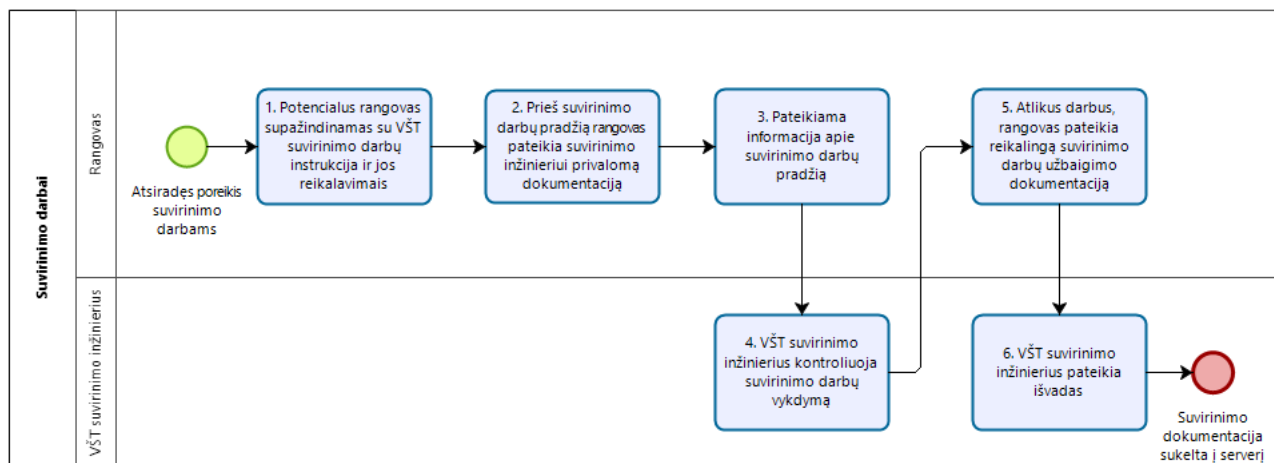 Suvirinimo darbai
Rangovas
Atsiradęs poreikis
suvirinimo
darbams
1. Potencialus rangovas
supažindinamas su VŠT
suvirinimo darbų
instrukcija ir jos
reikalavimais
2. Prieš suvirinimo
darbų pradžią rangovas
pateikia suvirinimo
inžinieriui privalomą
dokumentaciją
3. Pateikiama
informacija apie
suvirinimo darbų
pradžią
5. Atlikus darbus,
rangovas pateikia
reikalingą suvirinimo
darbų užbaigimo
dokumentaciją
VŠT suvirinimo inžinierius
4. VŠT suvirinimo
inžinierius kontroliuoja
suvirinimo darbų
vykdymą
6. VŠT suvirinimo
inžinierius pateikia
išvadas
Suvirinimo
dokumentacija
sukelta į serverį